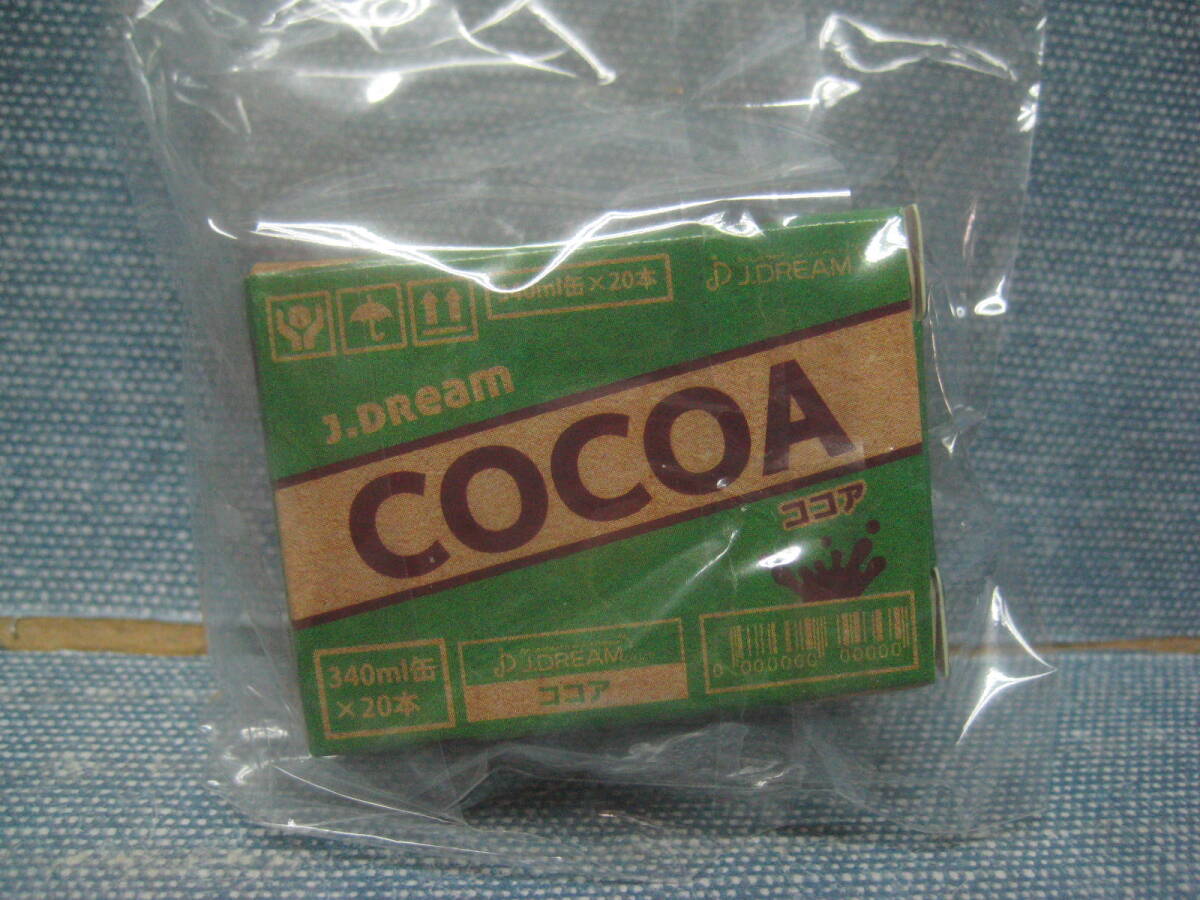 340ml缶×20本
J.DREAM
J.DReam
COCOA
ココア
340ml缶
×20本
J.DREAM
ココア
0 000000 00000